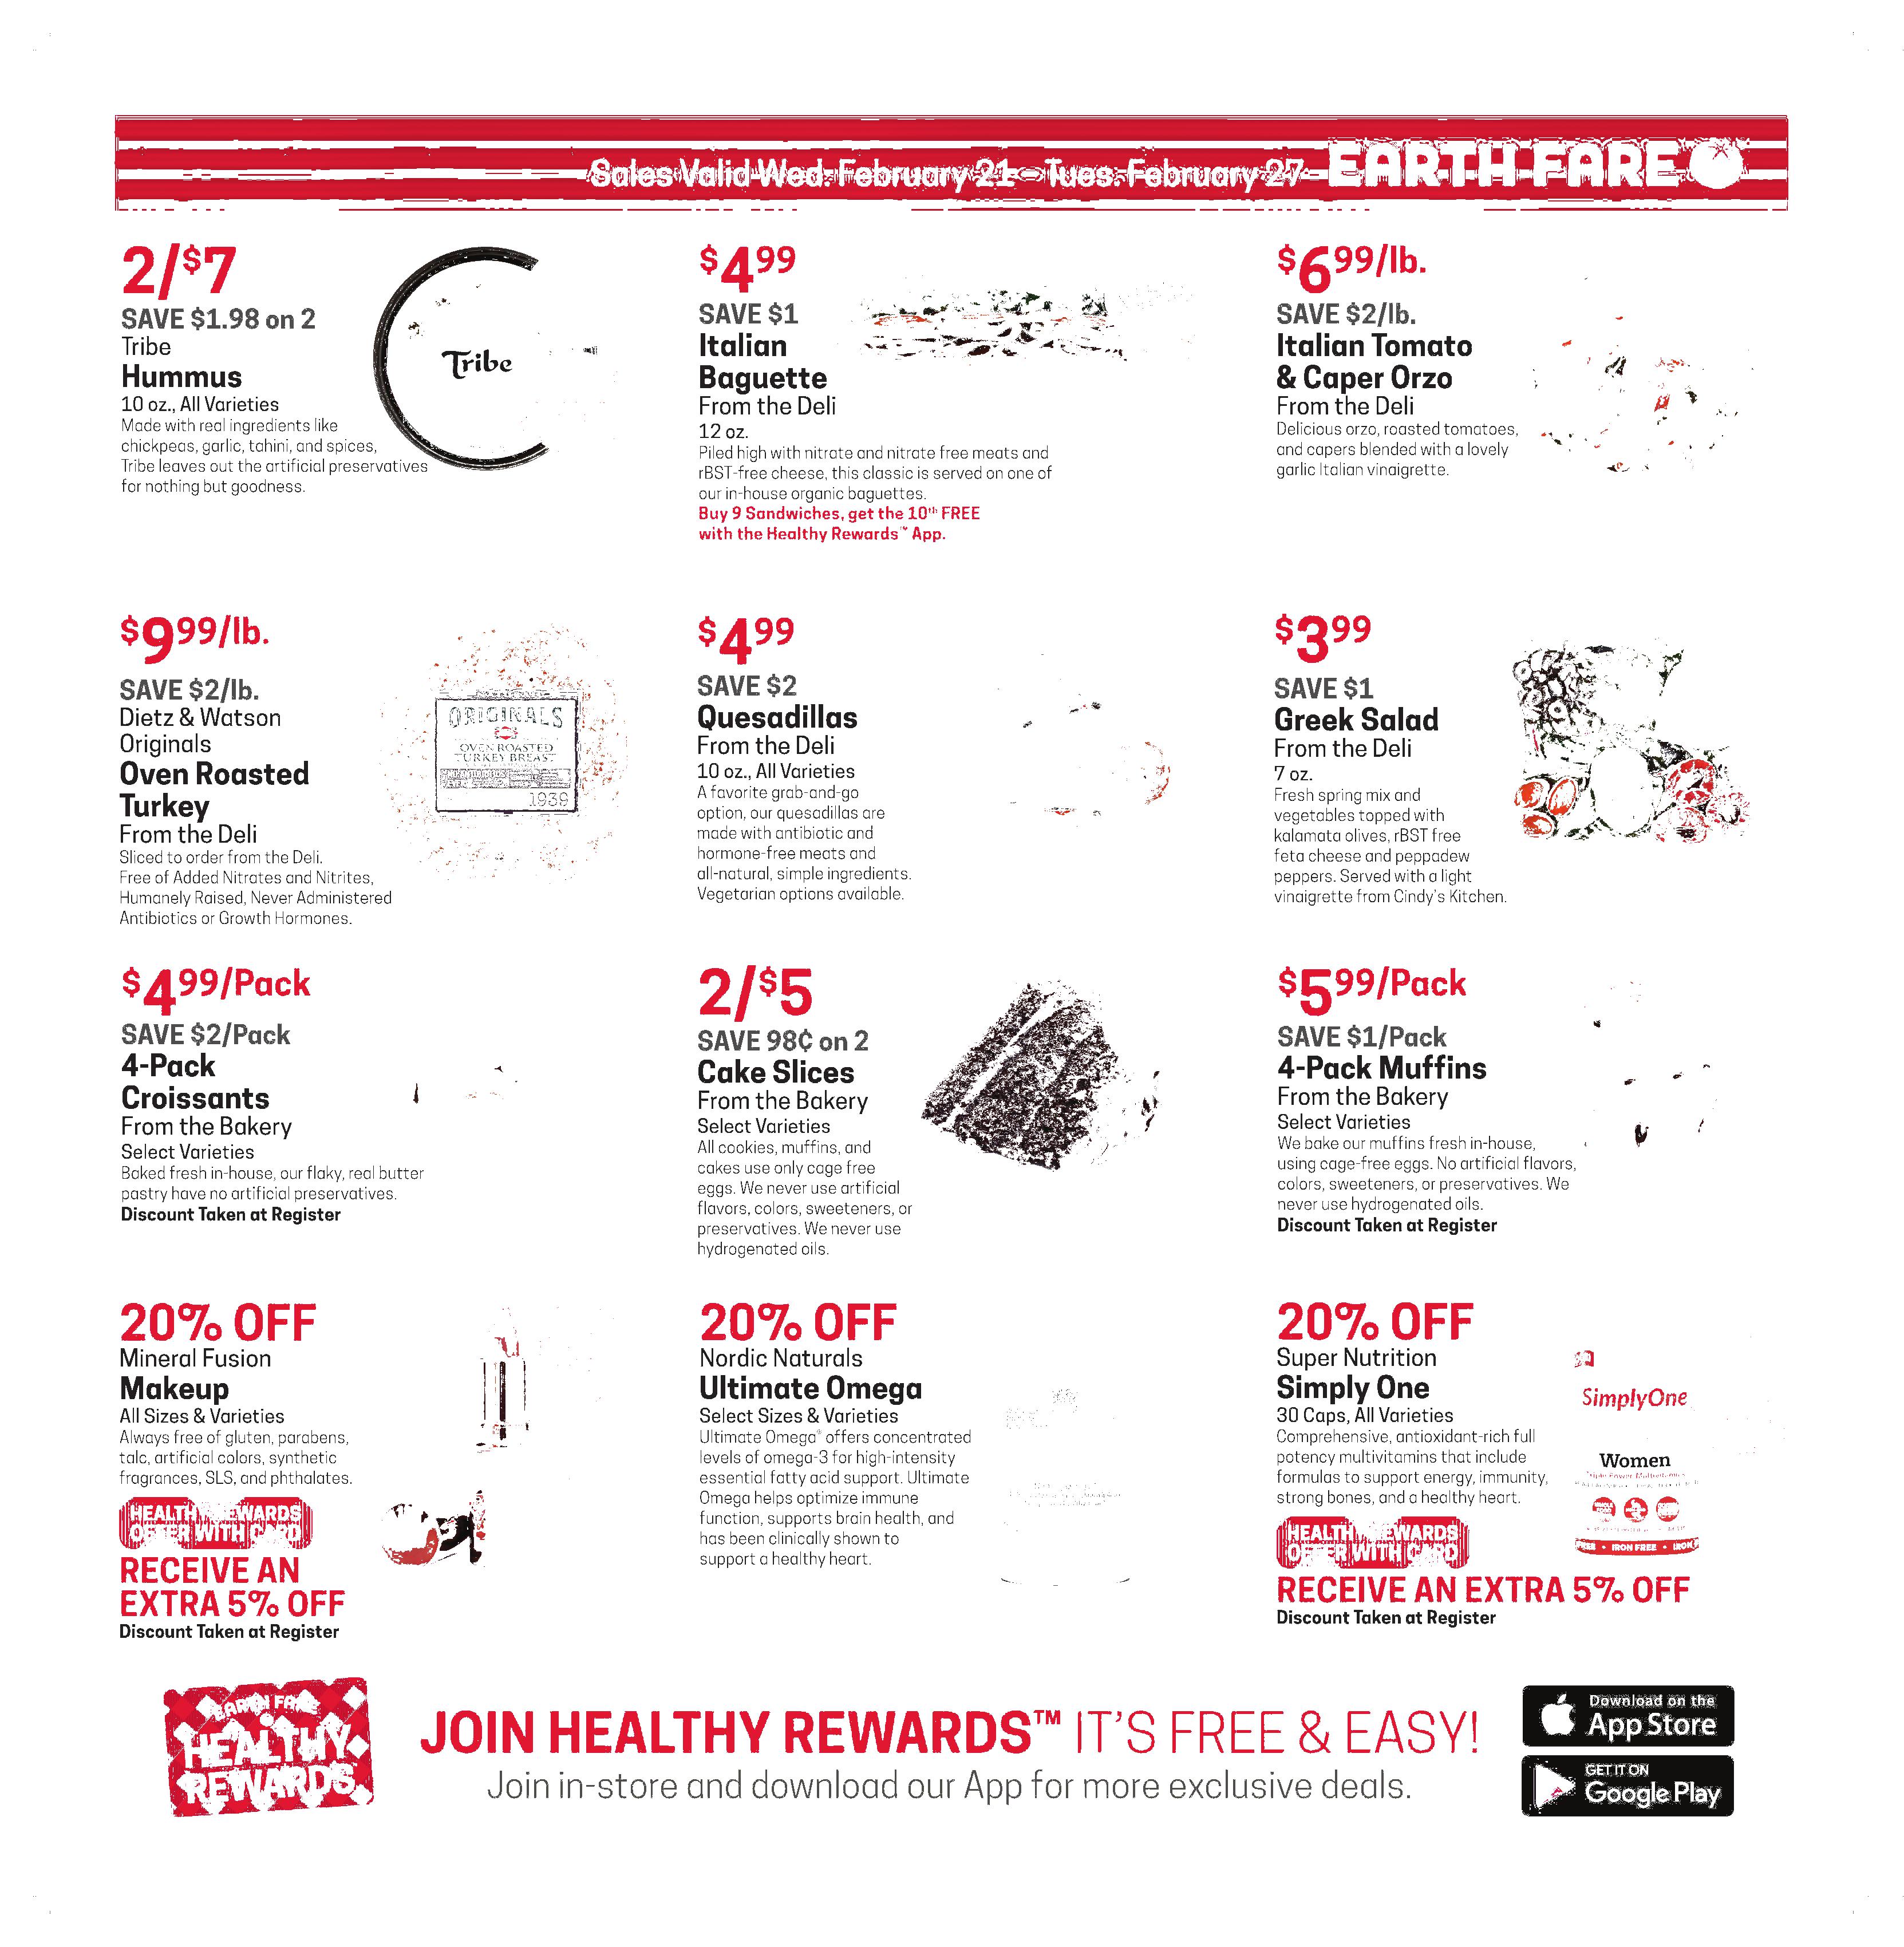 Sales Valid Wed. February 21 - Tues. February 27 EARTH FARE
2/$7
SAVE $1.98 on 2
Tribe
Hummus
10 oz., All Varieties
Made with real ingredients like
chickpeas, garlic, tahini, and spices,
Tribe leaves out the artificial preservatives
for nothing but goodness.
Tribe
$4.99
SAVE $1
Italian
Baguette
From the Deli
12 oz.
Piled high with nitrate and nitrate free meats and
rBST-free cheese, this classic is served on one of
our in-house organic baguettes.
Buy 9 Sandwiches, get the 10th FREE
with the Healthy Rewards™ App.
$6.99/lb.
SAVE $2/lb.
Italian Tomato
& Caper Orzo
From the Deli
Delicious orzo, roasted tomatoes,
and capers blended with a lovely
garlic Italian vinaigrette.
$9.99/lb.
SAVE $2/lb.
Dietz & Watson
Originals
Oven Roasted
Turkey
From the Deli
Sliced to order from the Deli.
Free of Added Nitrates and Nitrites,
Humanely Raised, Never Administered
Antibiotics or Growth Hormones.
ORIGINALS
OVEN ROASTED
TURKEY BREAST
1939
$4.99
SAVE $2
Quesadillas
From the Deli
10 oz., All Varieties
A favorite grab-and-go
option, our quesadillas are
made with antibiotic and
hormone-free meats and
all-natural, simple ingredients.
Vegetarian options available.
$3.99
SAVE $1
Greek Salad
From the Deli
7 oz.
Fresh spring mix and
vegetables topped with
kalamata olives, rBST free
feta cheese and peppadew
peppers. Served with a light
vinaigrette from Cindy's Kitchen.
$4.99/Pack
SAVE $2/Pack
4-Pack
Croissants
From the Bakery
Select Varieties
Baked fresh in-house, our flaky, real butter
pastry have no artificial preservatives.
Discount Taken at Register
2/$5
SAVE 98¢ on 2
Cake Slices
From the Bakery
Select Varieties
All cookies, muffins, and
cakes use only cage free
eggs. We never use artificial
flavors, colors, sweeteners, or
preservatives. We never use
hydrogenated oils.
$5.99/Pack
SAVE $1/Pack
4-Pack Muffins
From the Bakery
Select Varieties
We bake our muffins fresh in-house,
using cage-free eggs. No artificial flavors,
colors, sweeteners, or preservatives. We
never use hydrogenated oils.
Discount Taken at Register
20% OFF
Mineral Fusion
Makeup
All Sizes & Varieties
Always free of gluten, parabens,
talc, artificial colors, synthetic
fragrances, SLS, and phthalates.
HEALTHY REWARDS
OFFER WITH CARD
RECEIVE AN
EXTRA 5% OFF
Discount Taken at Register
20% OFF
Nordic Naturals
Ultimate Omega
Select Sizes & Varieties
Ultimate Omega® offers concentrated
levels of omega-3 for high-intensity
essential fatty acid support. Ultimate
Omega helps optimize immune
function, supports brain health, and
has been clinically shown to
support a healthy heart.
20% OFF
Super Nutrition
Simply One
30 Caps, All Varieties
Comprehensive, antioxidant-rich full
potency multivitamins that include
formulas to support energy, immunity,
strong bones, and a healthy heart.
HEALTHY REWARDS
OFFER WITH CARD
RECEIVE AN EXTRA 5% OFF
Discount Taken at Register
SimplyOne
Women
IRON FREE
EARTH FARE
HEALTHY
REWARDS
JOIN HEALTHY REWARDS™ IT'S FREE & EASY!
Join in-store and download our App for more exclusive deals.
Download on the
App Store
GET IT ON
Google Play